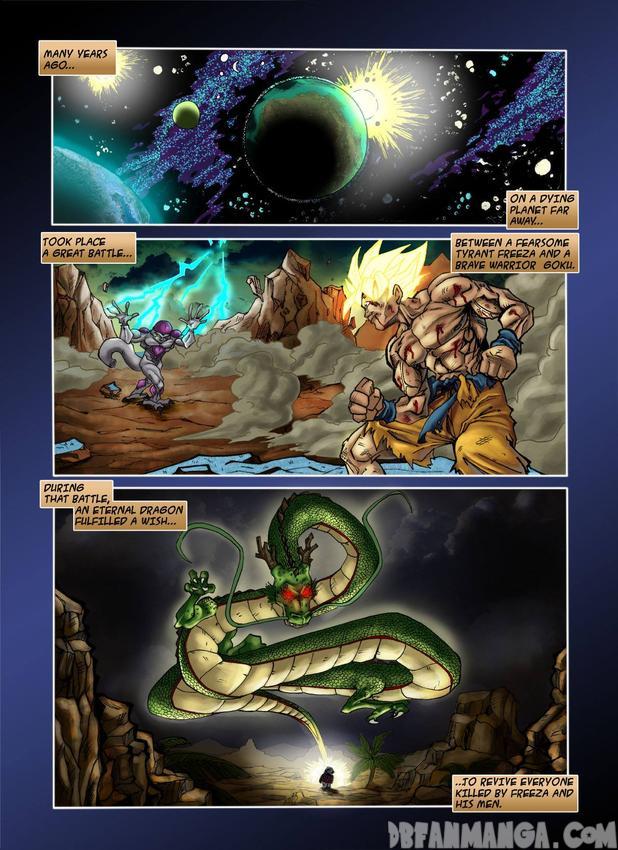 MANY YEARS
AGO...
ON A DYING
PLANET FAR
AWAY...
TOOK PLACE
A GREAT BATTLE...
BETWEEN A FEARSOME
TYRANT FREEZA AND A
BRAVE WARRIOR GOKU.
DURING
THAT BATTLE,
AN ETERNAL DRAGON
FULFILLED A WISH...
..TO REVIVE EVERYONE
KILLED BY FREEZA AND
HIS MEN.
DBFANMANGA.COM